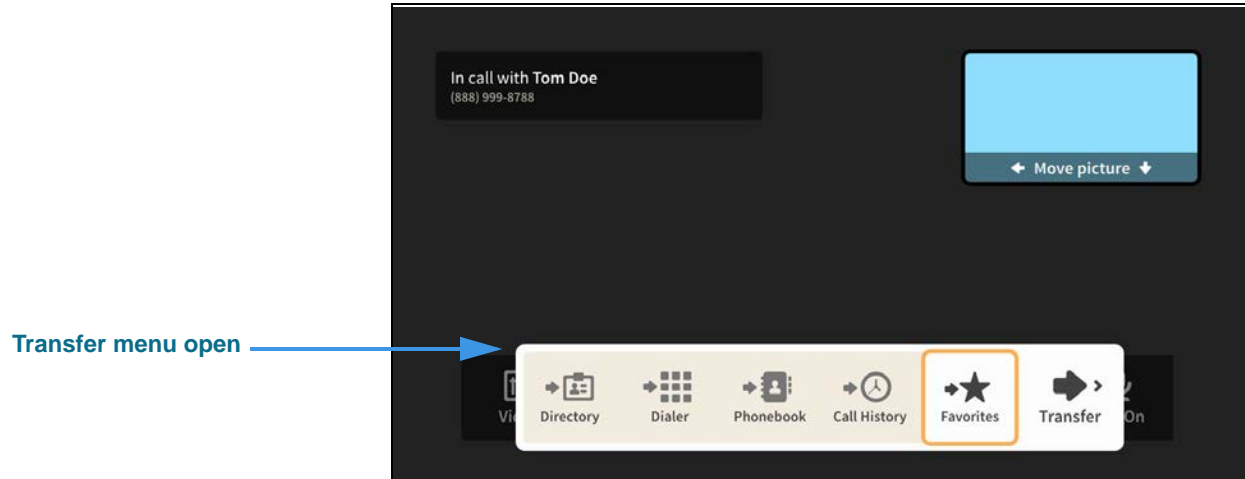 In call with Tom Doe
(888) 999-8788
Move picture
Transfer menu open
Directory
Dialer
Phonebook
Call History
Favorites
Transfer
On